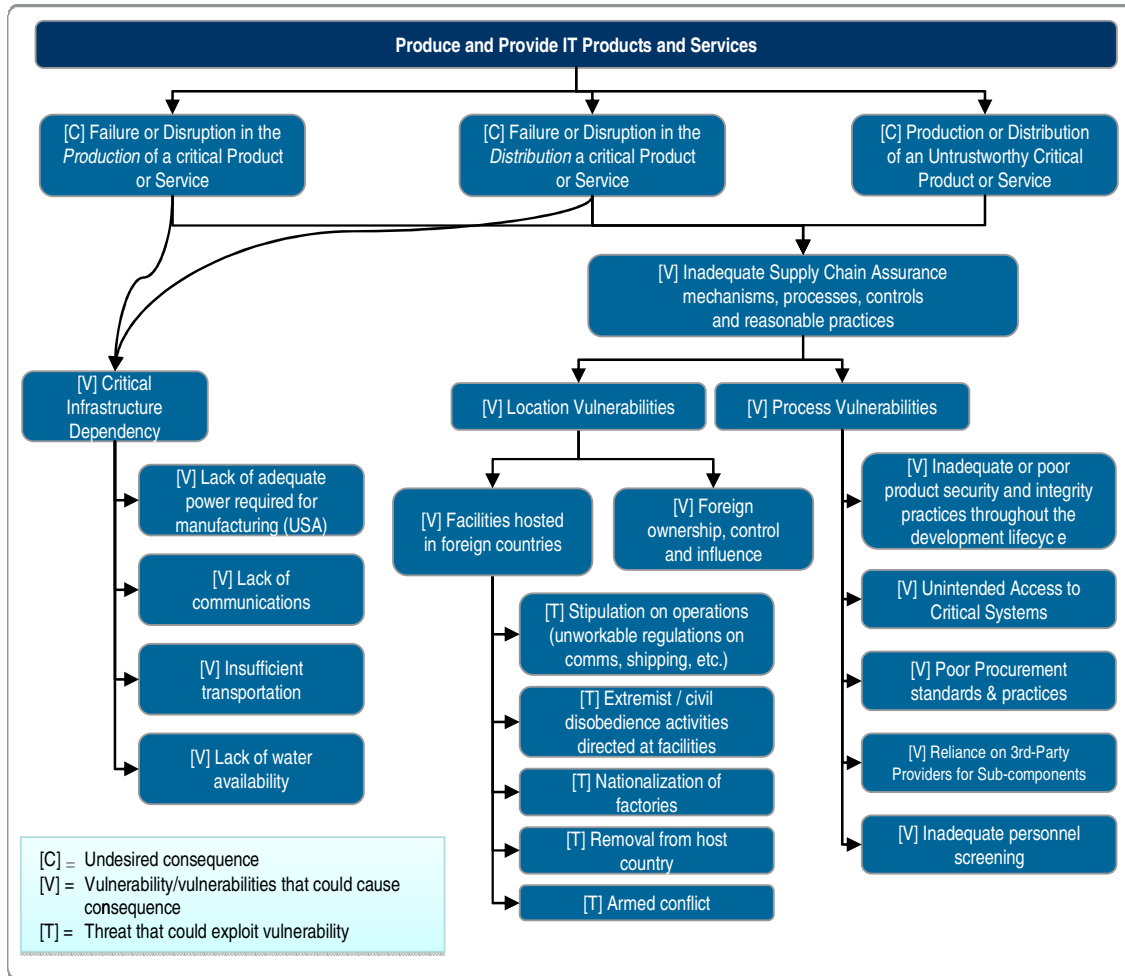 Produce and Provide IT Products and Services
[C] Failure or Disruption in the
Production of a critical Product
or Service
[C] Failure or Disruption in the
Distribution a critical Product
or Service
[C] Production or Distribution
of an Untrustworthy Critical
Product or Service
[V] Inadequate Supply Chain Assurance
mechanisms, processes, controls
and reasonable practices
[V] Critical
Infrastructure
Dependency
[V] Lack of adequate
power required for
manufacturing (USA)
[V] Lack of
communications
[V] Insufficient
transportation
[V] Lack of water
availability
[V] Location Vulnerabilities
[V] Facilities hosted
in foreign countries
[V] Foreign
ownership, control
and influence
[T] Stipulation on operations
(unworkable regulations on
comms, shipping, etc.)
[T] Extremist / civil
disobedience activities
directed at facilities
[T] Nationalization of
factories
[T] Removal from host
country
[T] Armed conflict
[V] Process Vulnerabilities
[V] Inadequate or poor
product security and integrity
practices throughout the
development lifecyc e
[V] Unintended Access to
Critical Systems
[V] Poor Procurement
standards & practices
[V] Reliance on 3rd-Party
Providers for Sub-components
[V] Inadequate personnel
screening
[C] = Undesired consequence
[V] = Vulnerability/vulnerabilities that could cause
consequence
[T] = Threat that could exploit vulnerability